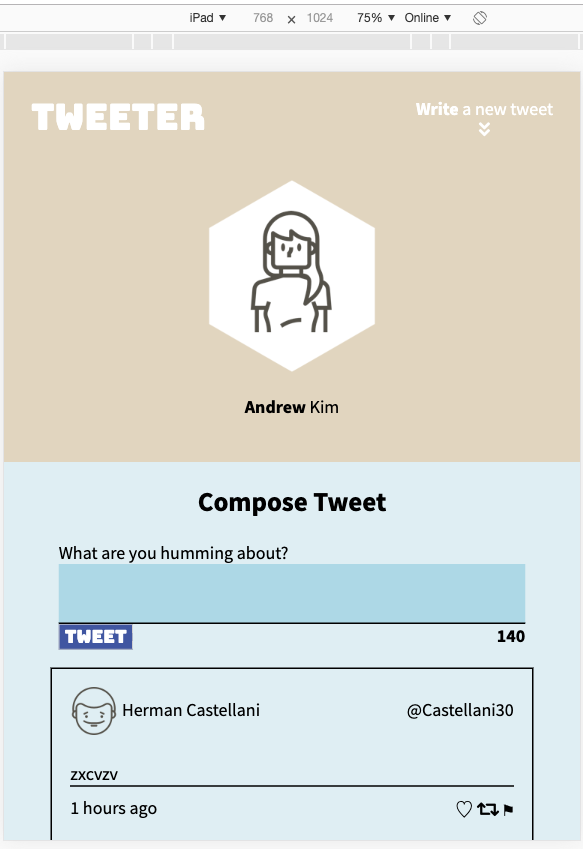 iPad ▼ 768 × 1024 75% ▼ Online ▼
TWEETER
Write a new tweet
Andrew Kim
Compose Tweet
What are you humming about?
TWEET 140
Herman Castellani @Castellani30
zxcvzv
1 hours ago